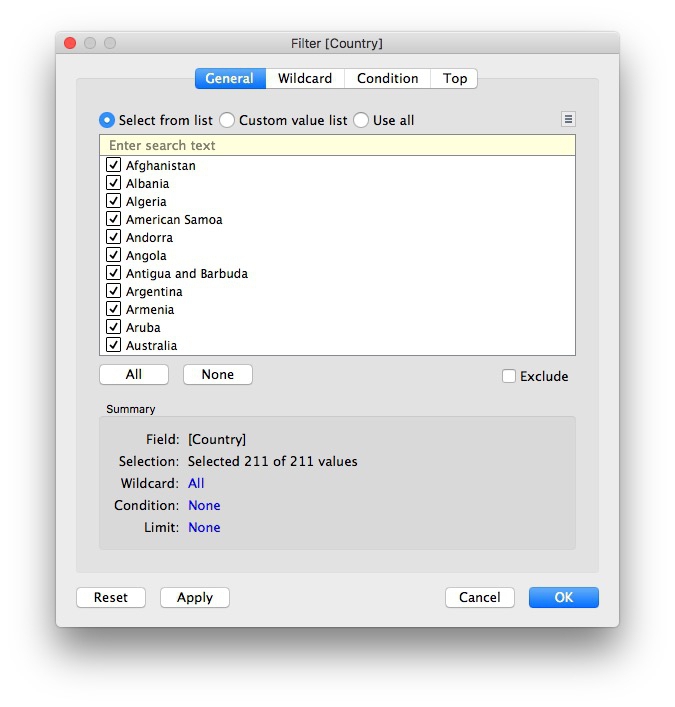 Filter [Country]
General Wildcard Condition Top
Select from list Custom value list Use all
Enter search text
Afghanistan
Albania
Algeria
American Samoa
Andorra
Angola
Antigua and Barbuda
Argentina
Armenia
Aruba
Australia
All None Exclude
Summary
Field: [Country]
Selection: Selected 211 of 211 values
Wildcard: All
Condition: None
Limit: None
Reset Apply Cancel OK